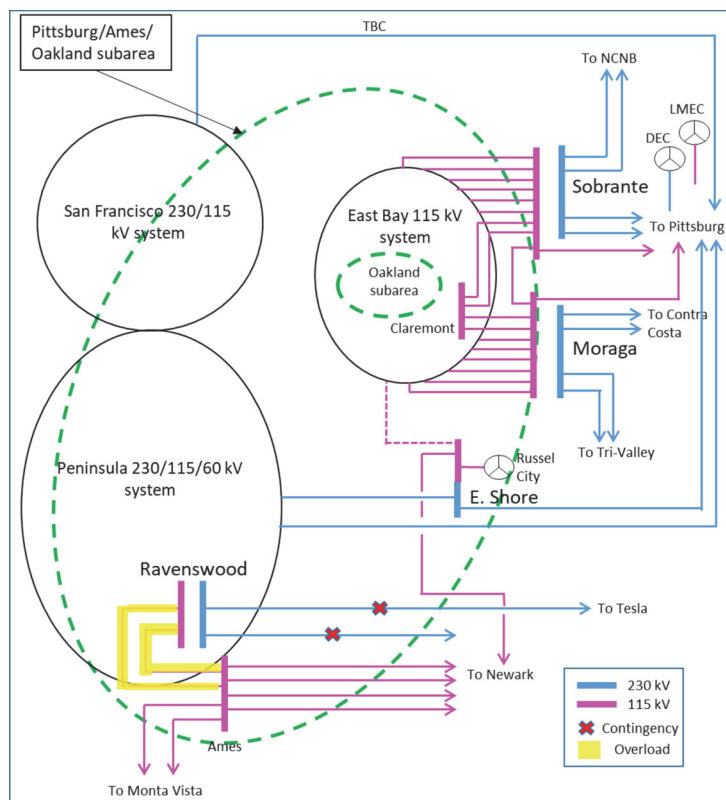 Pittsburg/Ames/
Oakland subarea
TBC
To NCNB
LMEC
DEC
Sobrante
San Francisco 230/115
kV system
East Bay 115 kV
system
To Pittsburg
Oakland
subarea
Claremont
To Contra
Costa
Moraga
To Tri-Valley
Peninsula 230/115/60 kV
system
Russel
City
E. Shore
Ravenswood
To Tesla
To Newark
230 kV
115 kV
Contingency
Overload
Ames
To Monta Vista